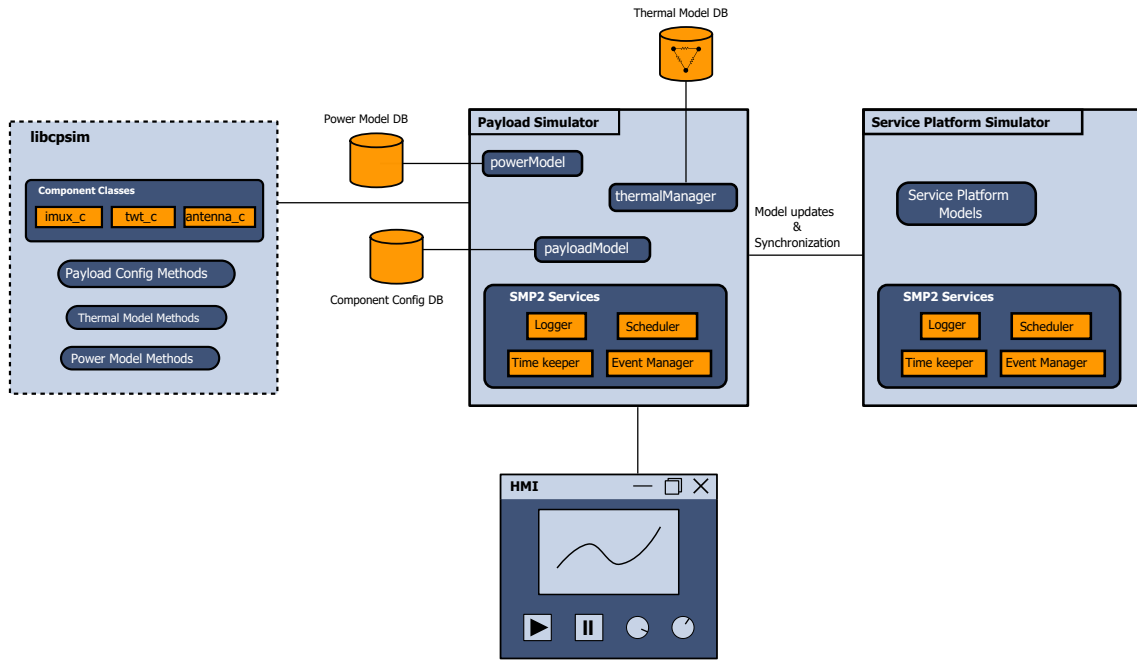 Thermal Model DB
libcpsim
Component Classes
imux_c
twt_c
antenna_c
Payload Config Methods
Thermal Model Methods
Power Model Methods
Power Model DB
Component Config DB
Payload Simulator
powerModel
thermalManager
payloadModel
SMP2 Services
Logger
Scheduler
Time keeper
Event Manager
Model updates
&
Synchronization
Service Platform Simulator
Service Platform
Models
SMP2 Services
Logger
Scheduler
Time keeper
Event Manager
HMI